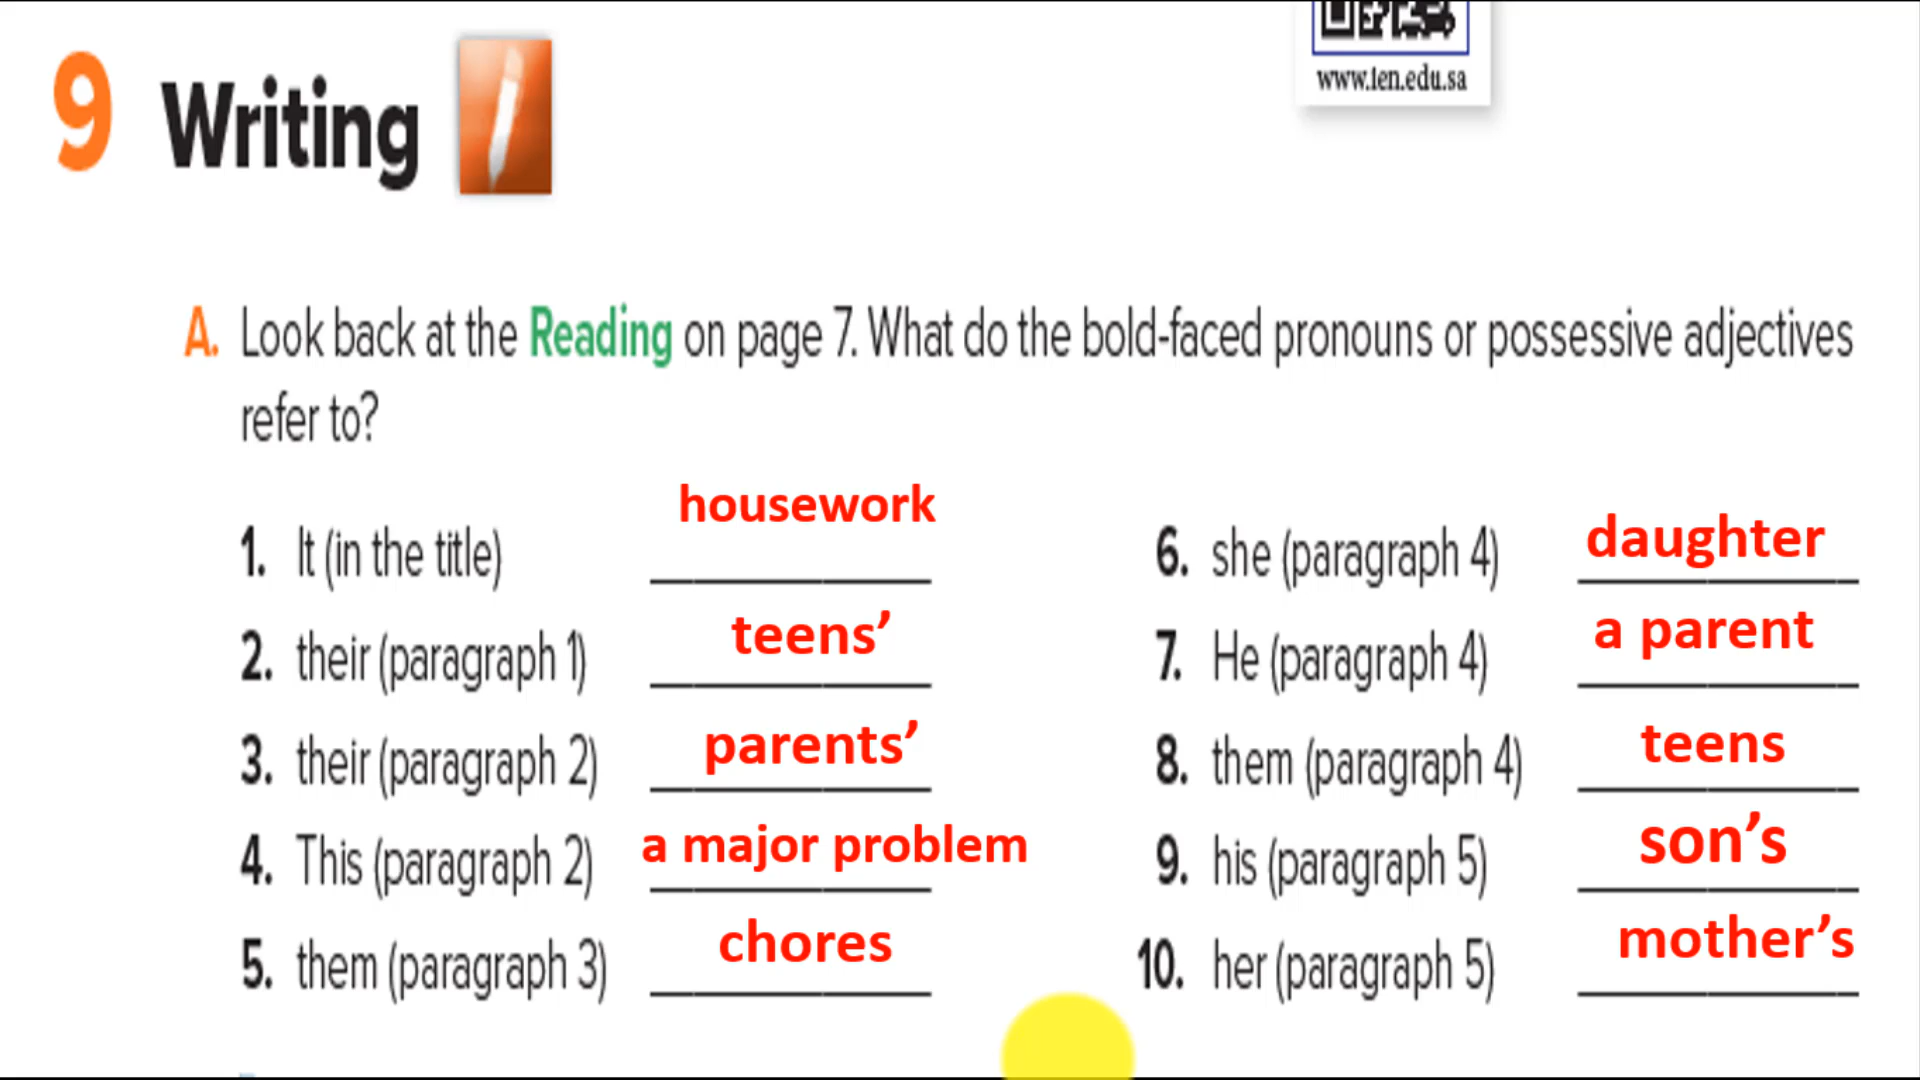 www.ien.edu.sa
9 Writing
A. Look back at the Reading on page 7. What do the bold-faced pronouns or possessive adjectives
refer to?
1. It (in the title) housework
2. their (paragraph 1) teens’
3. their (paragraph 2) parents’
4. This (paragraph 2) a major problem
5. them (paragraph 3) chores
6. she (paragraph 4) daughter
7. He (paragraph 4) a parent
8. them (paragraph 4) teens
9. his (paragraph 5) son’s
10. her (paragraph 5) mother’s